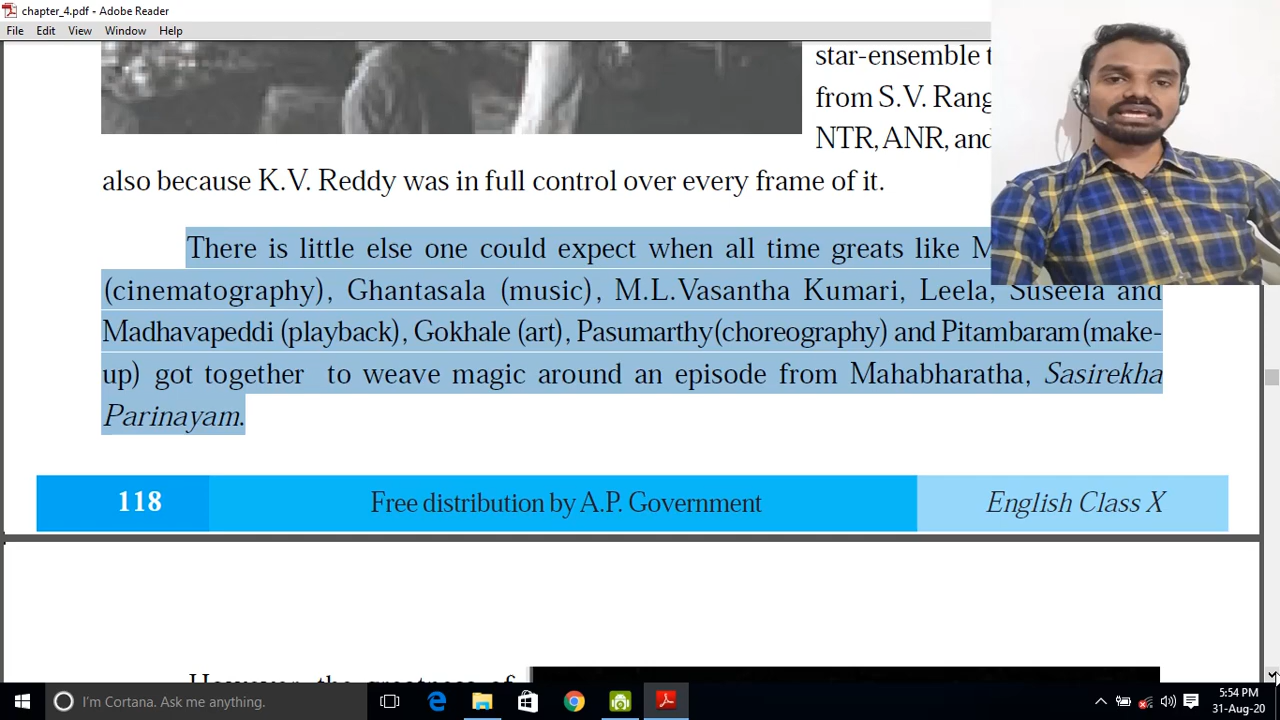 chapter_4.pdf - Adobe Reader
File Edit View Window Help
star-ensemble
from S.V.
NTR, ANR, and
also because K.V. Reddy was in full control over every frame of it.
There is little else one could expect when all time greats like
(cinematography), Ghantasala (music), M.L.Vasantha Kumari, Leela, Suseela and
Madhavapeddi (playback), Gokhale (art), Pasumarthy(choreography) and Pitambaram(make-
up) got together to weave magic around an episode from Mahabharatha, Sasirekha
Parinayam.
118 Free distribution by A.P. Government English Class X
However, the greatness of
I'm Cortana. Ask me anything.
5:54 PM
31-Aug-20